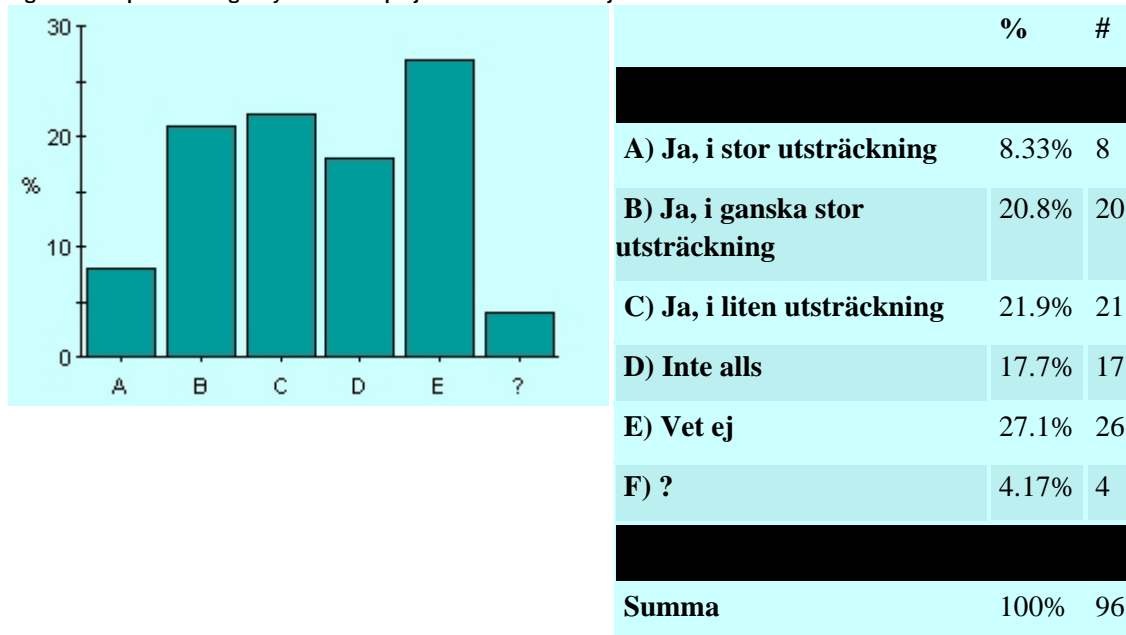 30
20
%
10
0
A B C D E ?
% #
A) Ja, i stor utsträckning 8.33% 8
B) Ja, i ganska stor 20.8% 20
utsträckning
C) Ja, i liten utsträckning 21.9% 21
D) Inte alls 17.7% 17
E) Vet ej 27.1% 26
F) ? 4.17% 4
Summa 100% 96